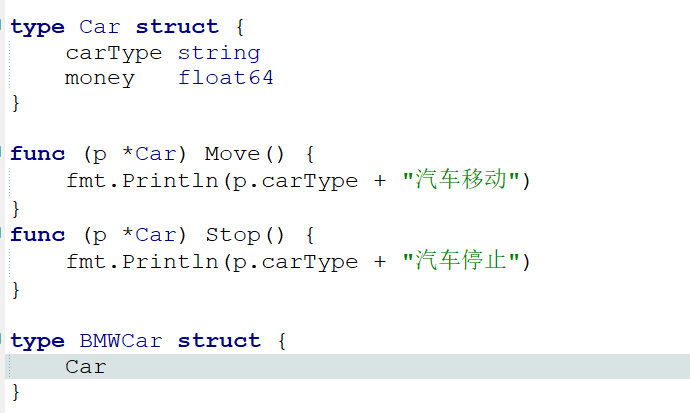 type Car struct {
    carType string
    money   float64
}

func (p *Car) Move() {
    fmt.Println(p.carType + "汽车移动")
}
func (p *Car) Stop() {
    fmt.Println(p.carType + "汽车停止")
}

type BMWCar struct {
    Car
}